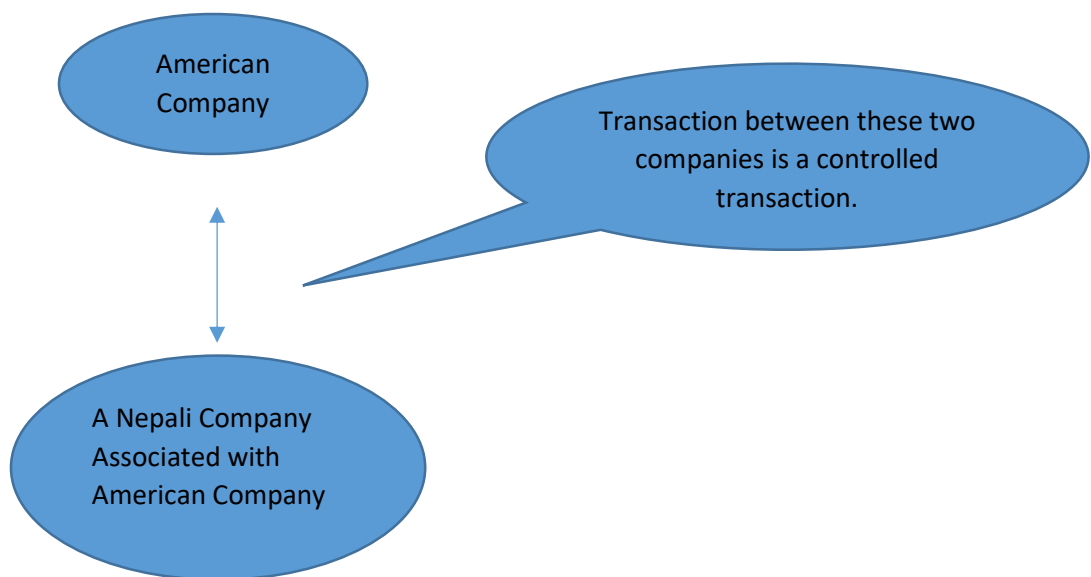 American
Company
Transaction between these two
companies is a controlled
transaction.
A Nepali Company
Associated with
American Company